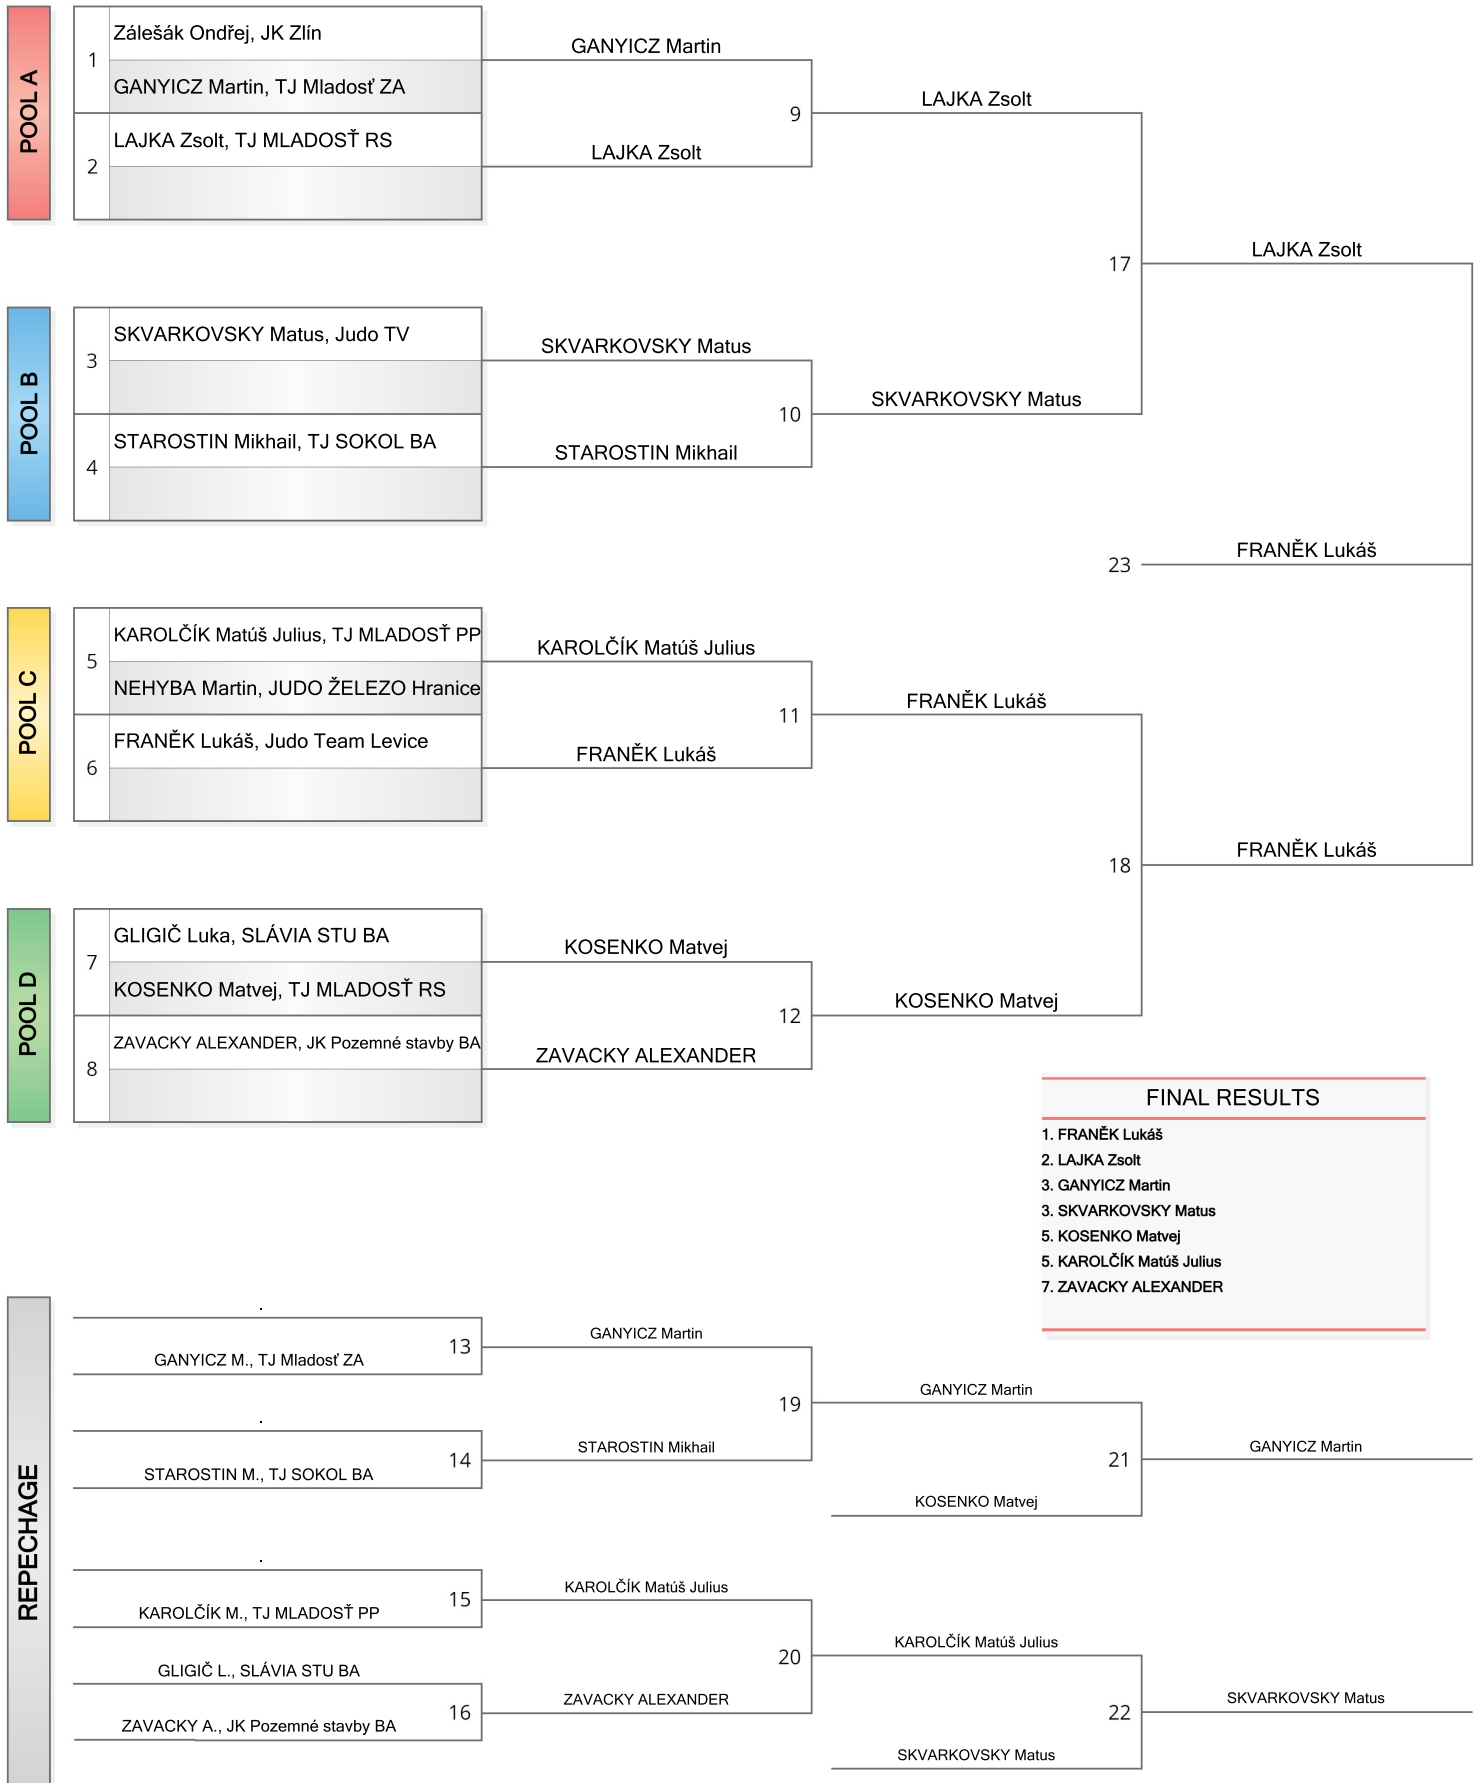 POOL A
1
Zálešák Ondřej, JK Zlín
GANYICZ Martin, TJ Mladosť ZA
2
LAJKA Zsolt, TJ MLADOSŤ RS
GANYICZ Martin
LAJKA Zsolt
9
LAJKA Zsolt
POOL B
3
SKVARKOVSKY Matus, Judo TV
4
STAROSTIN Mikhail, TJ SOKOL BA
SKVARKOVSKY Matus
STAROSTIN Mikhail
10
SKVARKOVSKY Matus
17
LAJKA Zsolt
23
FRANĚK Lukáš
POOL C
5
KAROLČÍK Matúš Julius, TJ MLADOSŤ PP
NEHYBA Martin, JUDO ŽELEZO Hranice
6
FRANĚK Lukáš, Judo Team Levice
KAROLČÍK Matúš Julius
FRANĚK Lukáš
11
FRANĚK Lukáš
POOL D
7
GLIGIČ Luka, SLÁVIA STU BA
KOSENKO Matvej, TJ MLADOSŤ RS
8
ZAVACKY ALEXANDER, JK Pozemné stavby BA
KOSENKO Matvej
ZAVACKY ALEXANDER
12
KOSENKO Matvej
18
FRANĚK Lukáš
FINAL RESULTS
1. FRANĚK Lukáš
2. LAJKA Zsolt
3. GANYICZ Martin
3. SKVARKOVSKY Matus
5. KOSENKO Matvej
5. KAROLČÍK Matúš Julius
7. ZAVACKY ALEXANDER
REPECHAGE
.
GANYICZ M., TJ Mladosť ZA
13
GANYICZ Martin
.
STAROSTIN M., TJ SOKOL BA
14
STAROSTIN Mikhail
19
GANYICZ Martin
KOSENKO Matvej
21
GANYICZ Martin
.
KAROLČÍK M., TJ MLADOSŤ PP
15
KAROLČÍK Matúš Julius
GLIGIČ L., SLÁVIA STU BA
ZAVACKY A., JK Pozemné stavby BA
16
ZAVACKY ALEXANDER
20
KAROLČÍK Matúš Julius
SKVARKOVSKY Matus
22
SKVARKOVSKY Matus